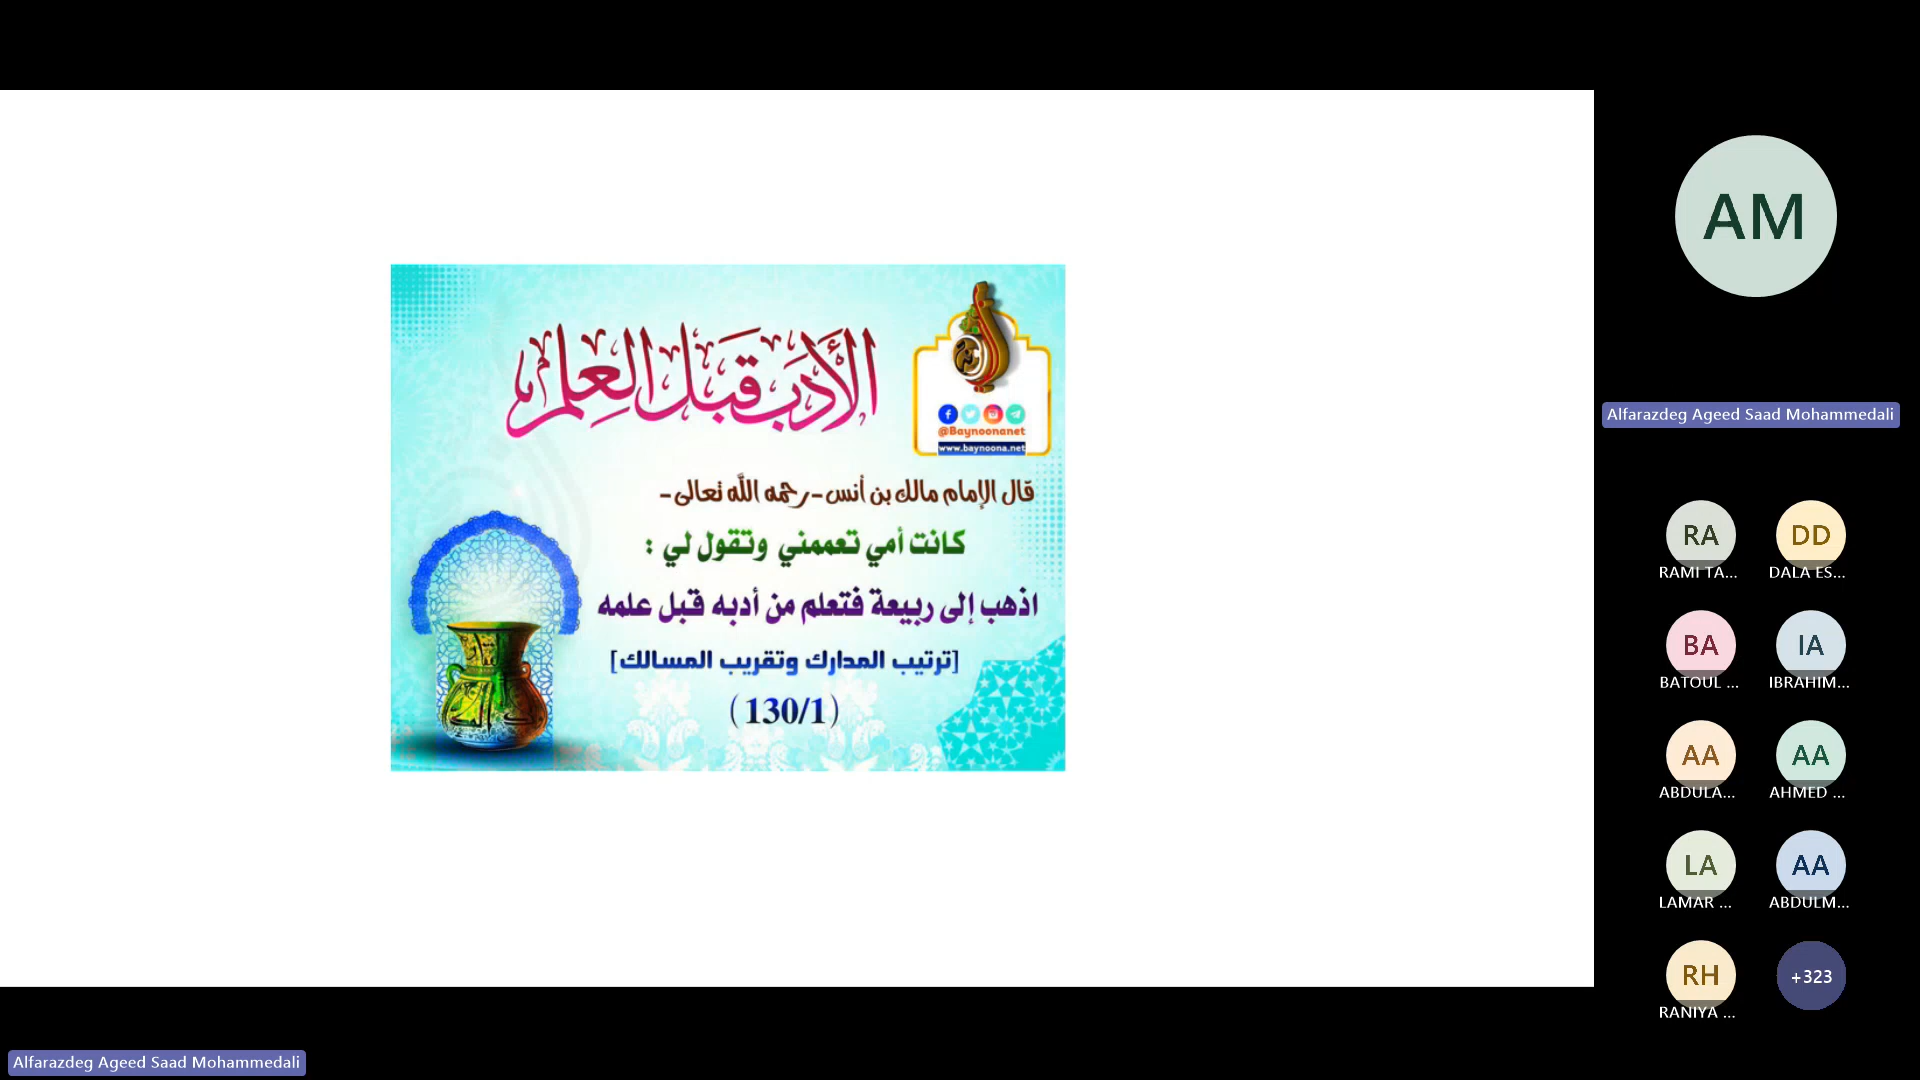 الأدب قبل العلم
@Baynoonanet
www.baynoona.net
قال الإمام مالك بن أنس -رحمه الله تعالى-
كانت أمي تعممني وتقول لي :
اذهب إلى ربيعة فتعلم من أدبه قبل علمه
[ترتيب المدارك وتقريب المسالك]
(130/1)
AM
Alfarazdeg Ageed Saad Mohammedali
RA
RAMI TA...
DD
DALA ES...
BA
BATOUL ...
IA
IBRAHIM...
AA
ABDULA...
AA
AHMED ...
LA
LAMAR ...
AA
ABDULM...
RH
RANIYA ...
+323
Alfarazdeg Ageed Saad Mohammedali